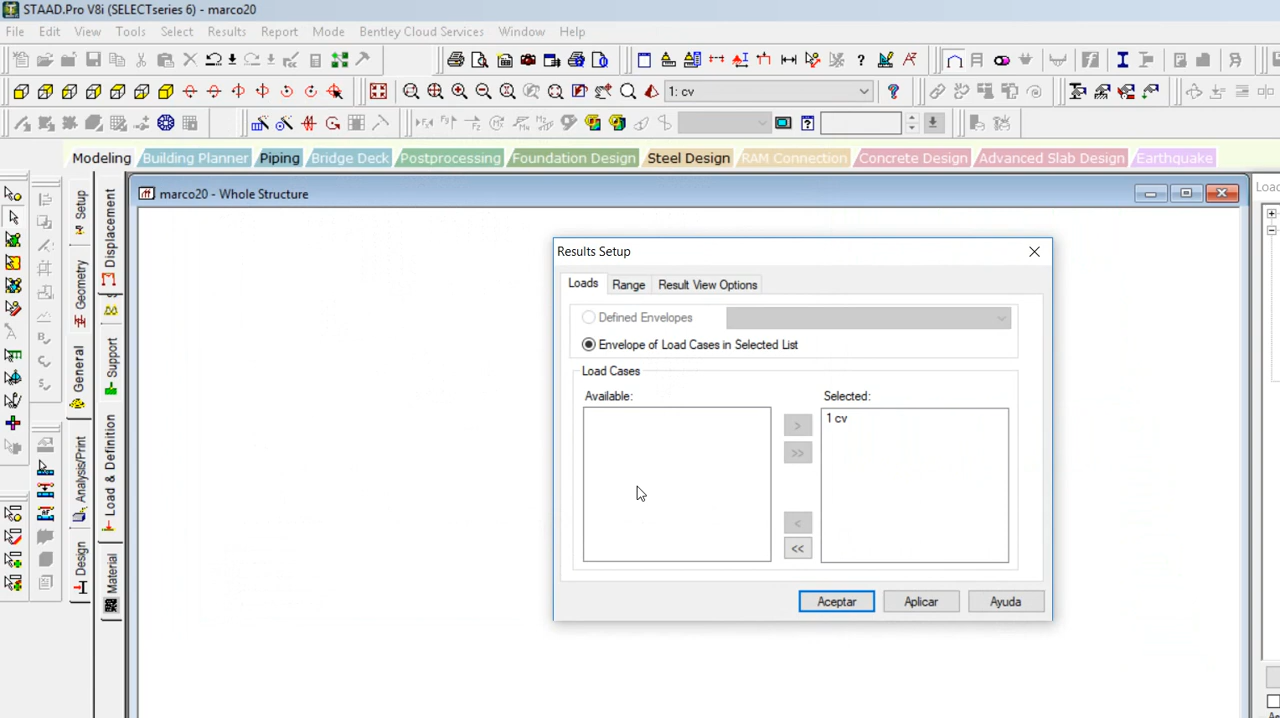 STAAD.Pro V8i (SELECTseries 6) - marco20
File Edit View Tools Select Results Report Mode Bentley Cloud Services Window Help
1: cv
Modeling Building Planner Piping Bridge Deck Postprocessing Foundation Design Steel Design RAM Connection Concrete Design Advanced Slab Design Earthquake
marco20 - Whole Structure
Setup
Geometry
General
Analysis/Print
Design
Displacement
Support
Load & Definition
Material
Results Setup
Loads Range Result View Options
Defined Envelopes
Envelope of Load Cases in Selected List
Load Cases
Available: Selected:
1 cv
>
>>
<
<<
Aceptar Aplicar Ayuda